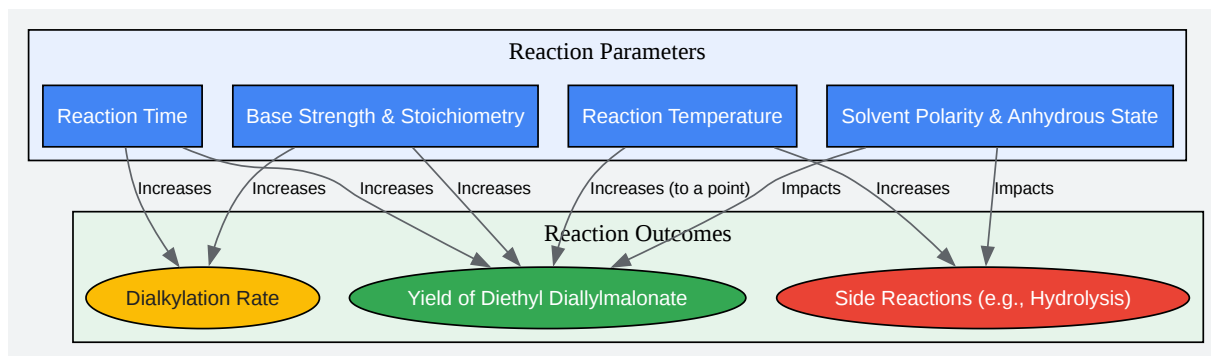 Reaction Parameters
Reaction Time
Base Strength & Stoichiometry
Reaction Temperature
Solvent Polarity & Anhydrous State
Increases
Increases
Increases
Increases
Increases (to a point)
Impacts
Increases
Impacts
Reaction Outcomes
Dialkylation Rate
Yield of Diethyl Diallylmalonate
Side Reactions (e.g., Hydrolysis)